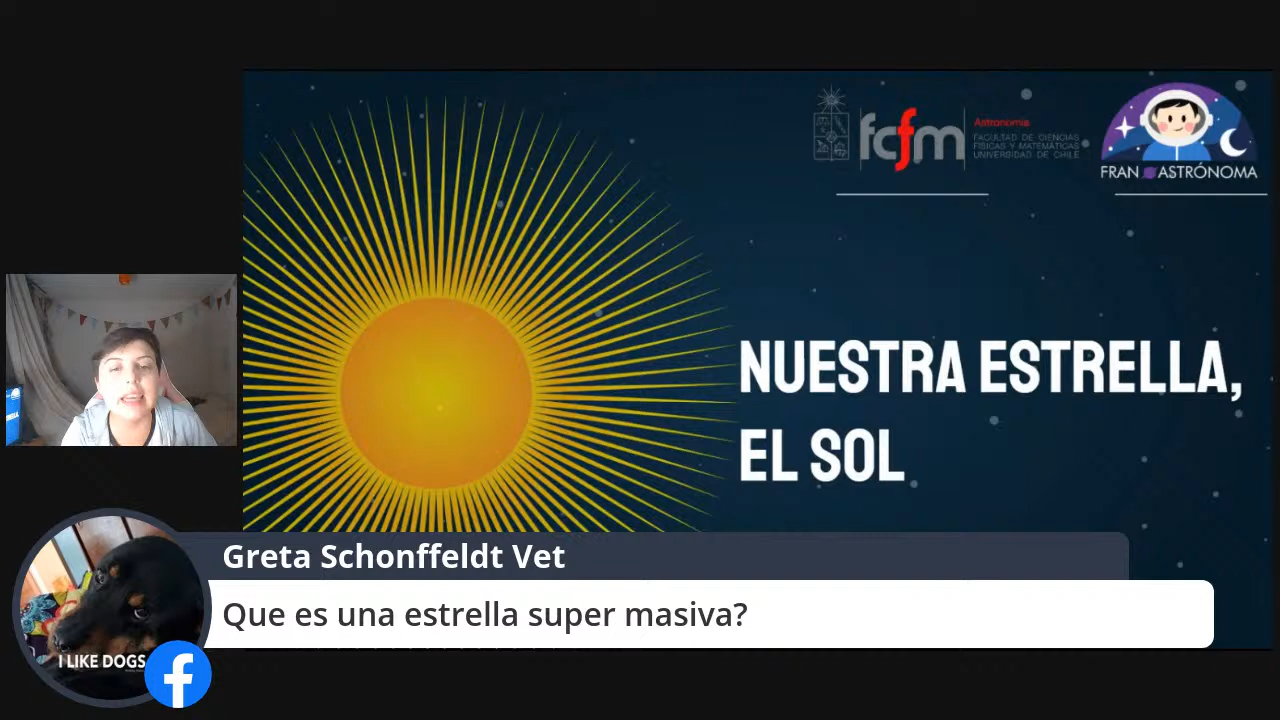 fcfm
Astronomía
FACULTAD DE CIENCIAS
FÍSICAS Y MATEMÁTICAS
UNIVERSIDAD DE CHILE
FRAN ASTRÓNOMA
NUESTRA ESTRELLA,
EL SOL
Greta Schonffeldt Vet
Que es una estrella super masiva?
I LIKE DOGS